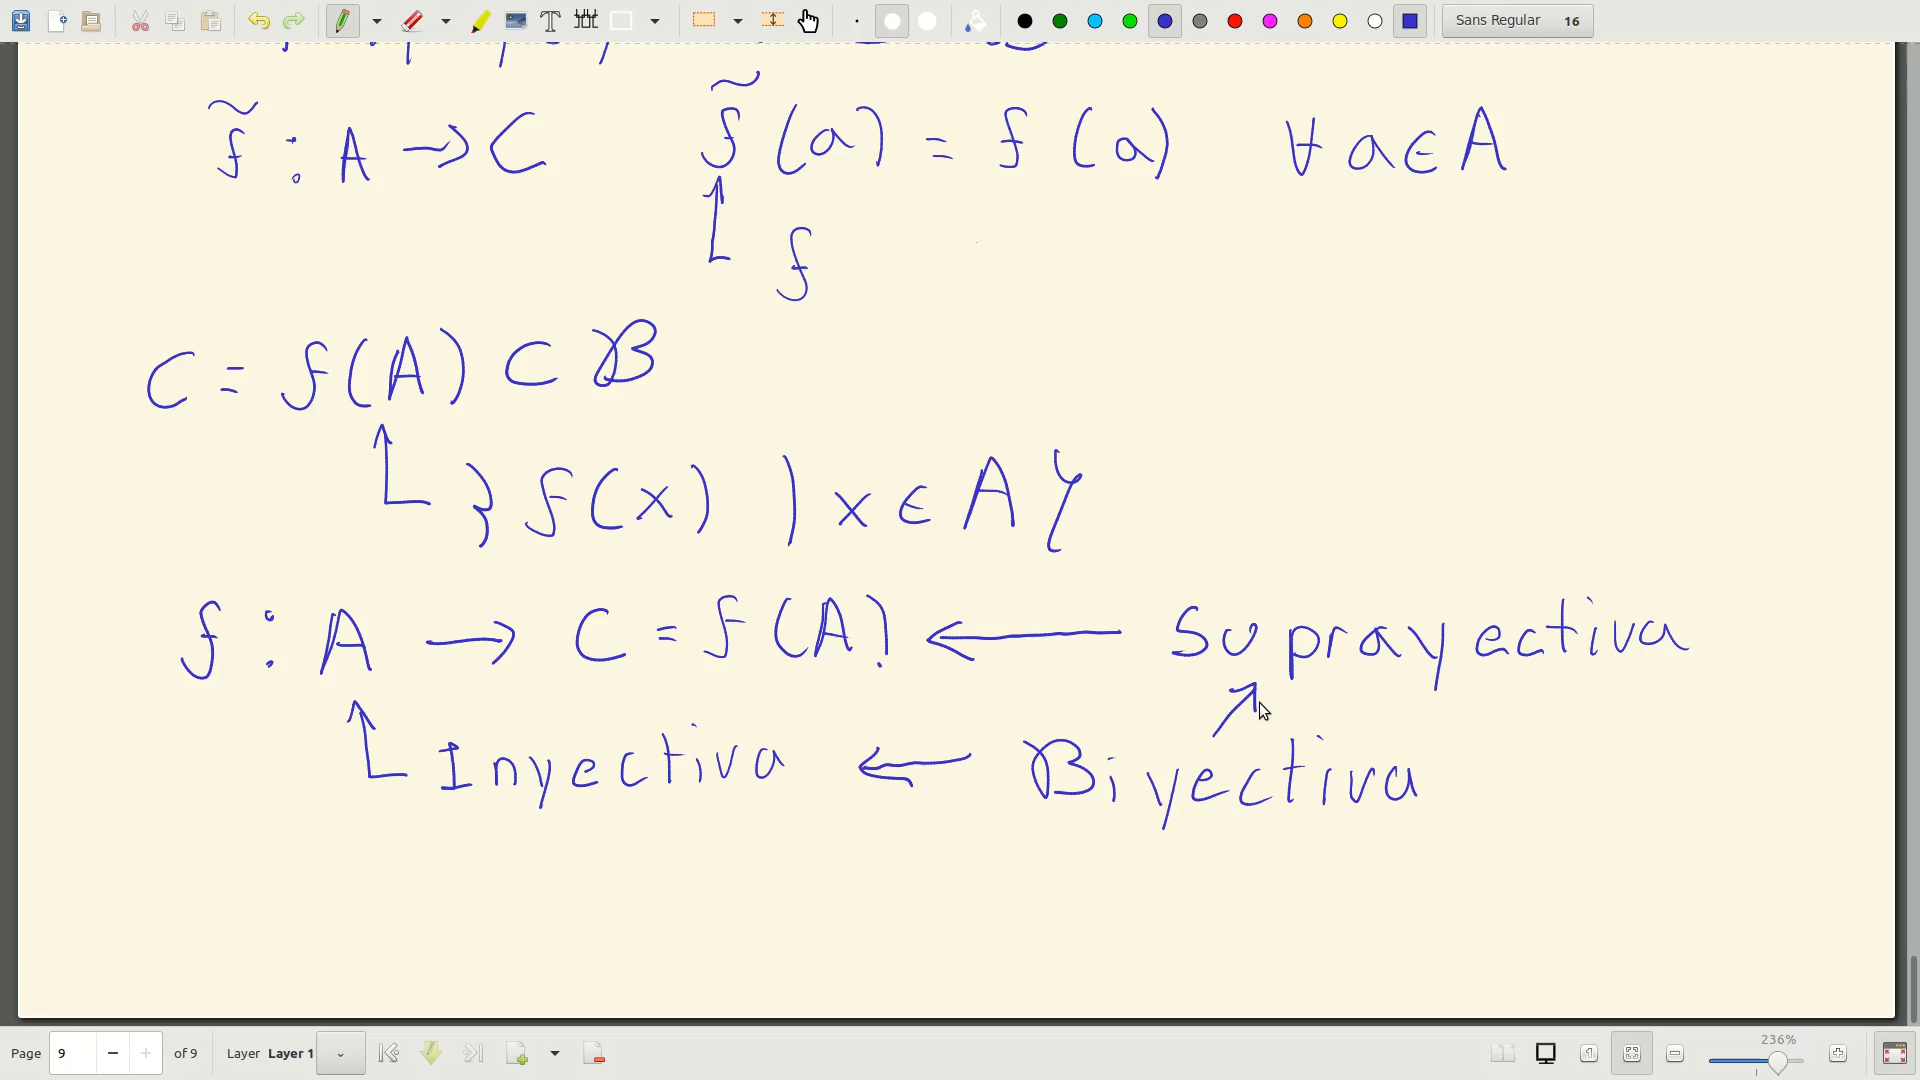 f̃ : A → C f̃(a) = f(a) ∀ a ∈ A
f
C = f(A) ⊂ B
{ f(x) | x ∈ A }
f : A → C = f(A) ← Suprayectiva
Inyectiva ← Biyectiva
Sans Regular 16
Page 9 of 9 Layer Layer 1 236%